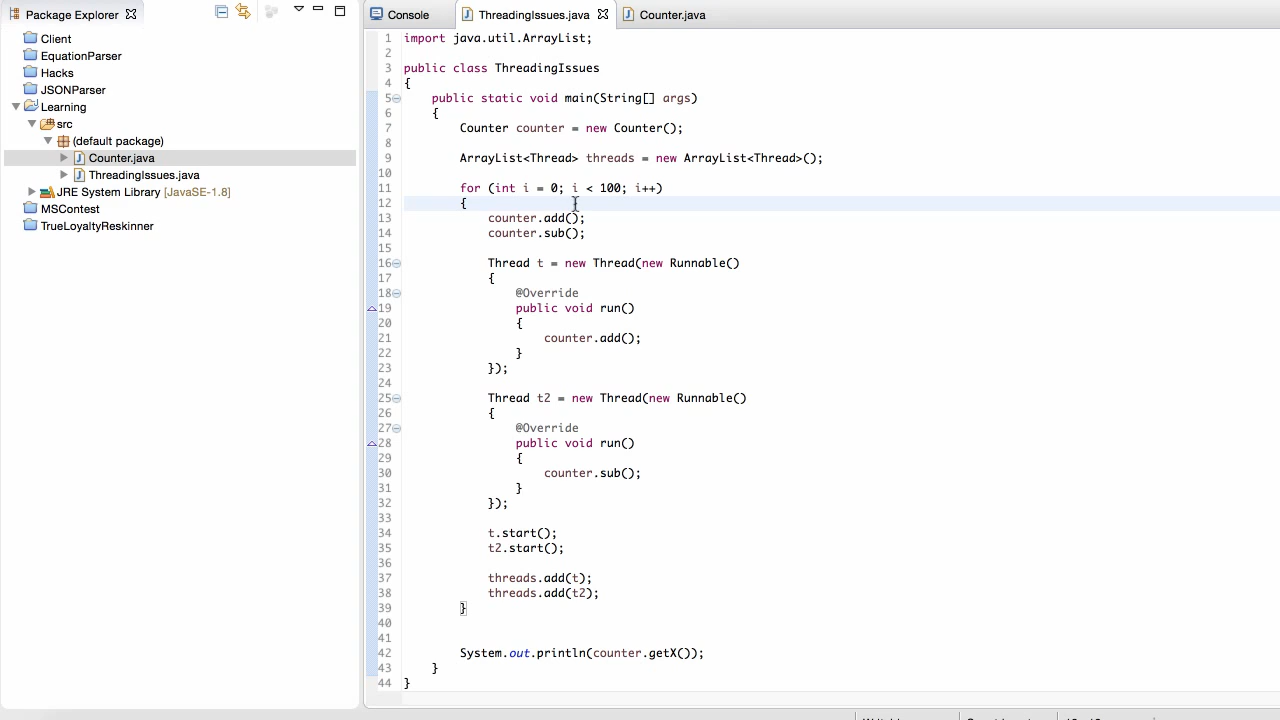 Package Explorer
Client
EquationParser
Hacks
JSONParser
Learning
src
(default package)
Counter.java
ThreadingIssues.java
JRE System Library [JavaSE-1.8]
MSContest
TrueLoyaltyReskinner
Console
ThreadingIssues.java
Counter.java
1 import java.util.ArrayList;
2
3 public class ThreadingIssues
4 {
5 public static void main(String[] args)
6 {
7 Counter counter = new Counter();
8
9 ArrayList<Thread> threads = new ArrayList<Thread>();
10
11 for (int i = 0; i < 100; i++)
12 {
13 counter.add();
14 counter.sub();
15
16 Thread t = new Thread(new Runnable()
17 {
18 @Override
19 public void run()
20 {
21 counter.add();
22 }
23 });
24
25 Thread t2 = new Thread(new Runnable()
26 {
27 @Override
28 public void run()
29 {
30 counter.sub();
31 }
32 });
33
34 t.start();
35 t2.start();
36
37 threads.add(t);
38 threads.add(t2);
39 }
40
41
42 System.out.println(counter.getX());
43 }
44 }